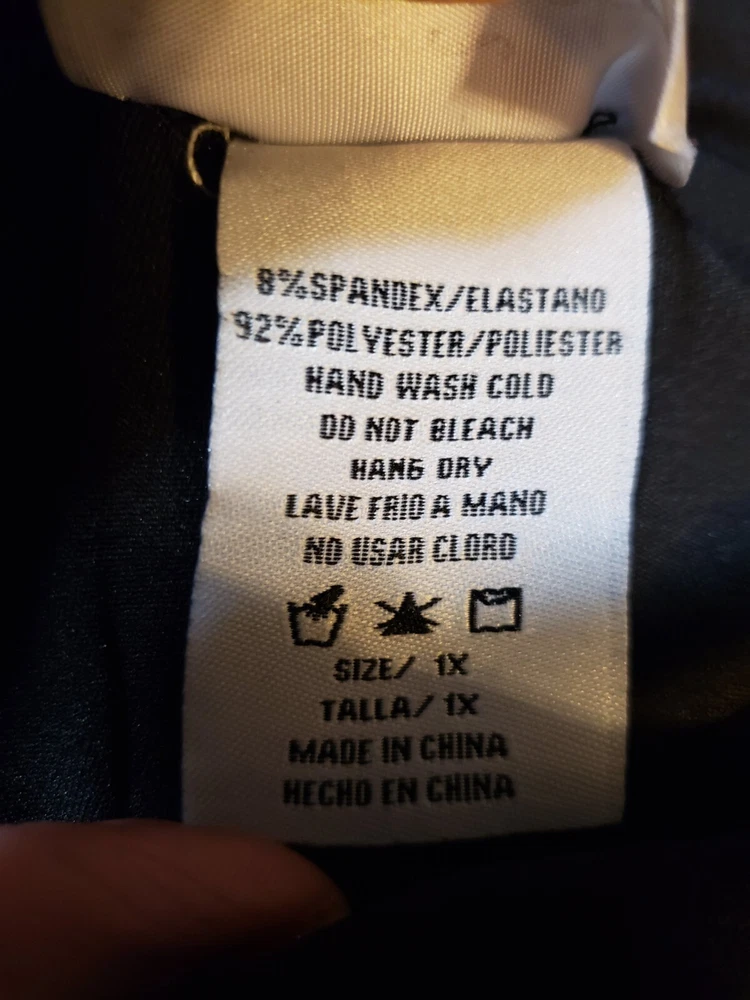 8%SPANDEX/ELASTANO
92%POLYESTER/POLIESTER
HAND WASH COLD
DO NOT BLEACH
HANG DRY
LAVE FRIO A MANO
NO USAR CLORO
SIZE/ 1X
TALLA/ 1X
MADE IN CHINA
HECHO EN CHINA